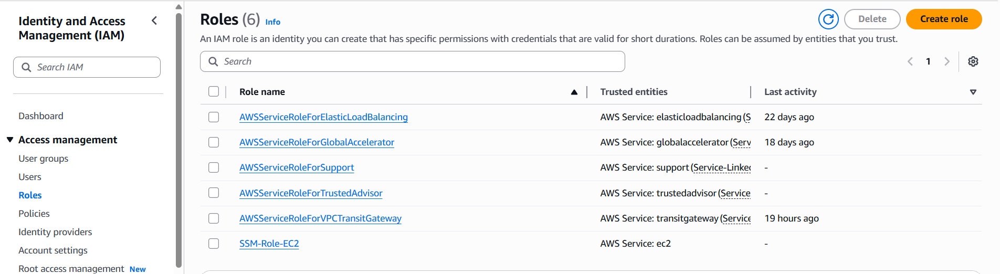 Identity and Access
Management (IAM)
Search IAM
Dashboard
Access management
User groups
Users
Roles
Policies
Identity providers
Account settings
Root access management New
Roles (6) Info
Delete
Create role
An IAM role is an identity you can create that has specific permissions with credentials that are valid for short durations. Roles can be assumed by entities that you trust.
Search
1
Role name Trusted entities Last activity
AWSServiceRoleForElasticLoadBalancing AWS Service: elasticloadbalancing (S 22 days ago
AWSServiceRoleForGlobalAccelerator AWS Service: globalaccelerator (Serv 18 days ago
AWSServiceRoleForSupport AWS Service: support (Service-Linked -
AWSServiceRoleForTrustedAdvisor AWS Service: trustedadvisor (Service -
AWSServiceRoleForVPCTransitGateway AWS Service: transitgateway (Service 19 hours ago
SSM-Role-EC2 AWS Service: ec2 -